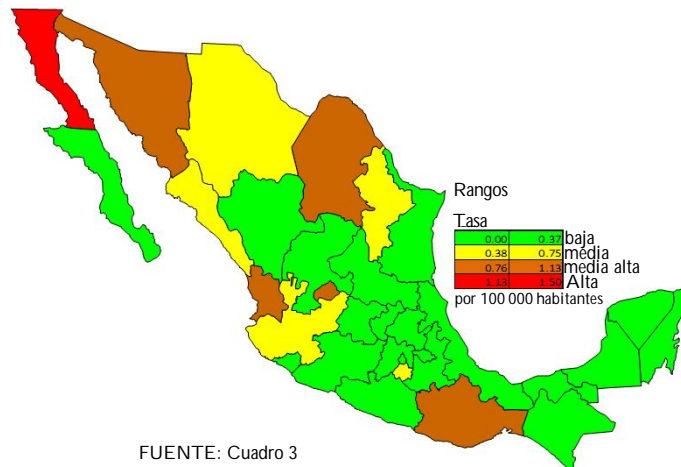 Rangos
Tasa
0.00 0.37 baja
0.38 0.75 média
0.76 1.13 media alta
1.13 1.50 Alta
por 100 000 habitantes
FUENTE: Cuadro 3